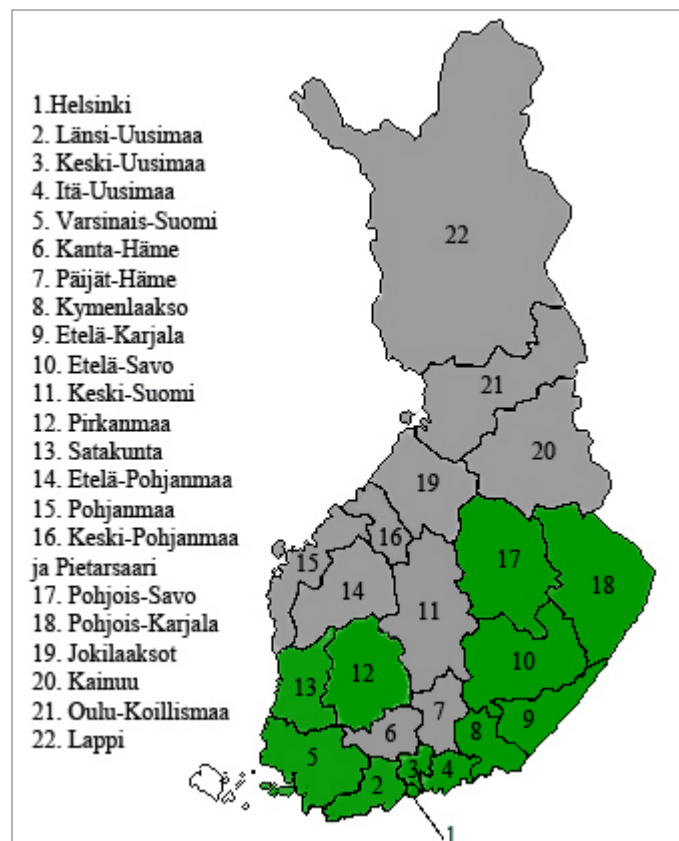 1.Helsinki
2. Länsi-Uusimaa
3. Keski-Uusimaa
4. Itä-Uusimaa
5. Varsinais-Suomi
6. Kanta-Häme
7. Päijät-Häme
8. Kymenlaakso
9. Etelä-Karjala
10. Etelä-Savo
11. Keski-Suomi
12. Pirkanmaa
13. Satakunta
14. Etelä-Pohjanmaa
15. Pohjanmaa
16. Keski-Pohjanmaa
ja Pietarsaari
17. Pohjois-Savo
18. Pohjois-Karjala
19. Jokilaaksot
20. Kainuu
21. Oulu-Koillismaa
22. Lappi
22
21
20
19
16
17
15
18
14
11
10
12
13
7
9
6
8
5
3
4
2
1